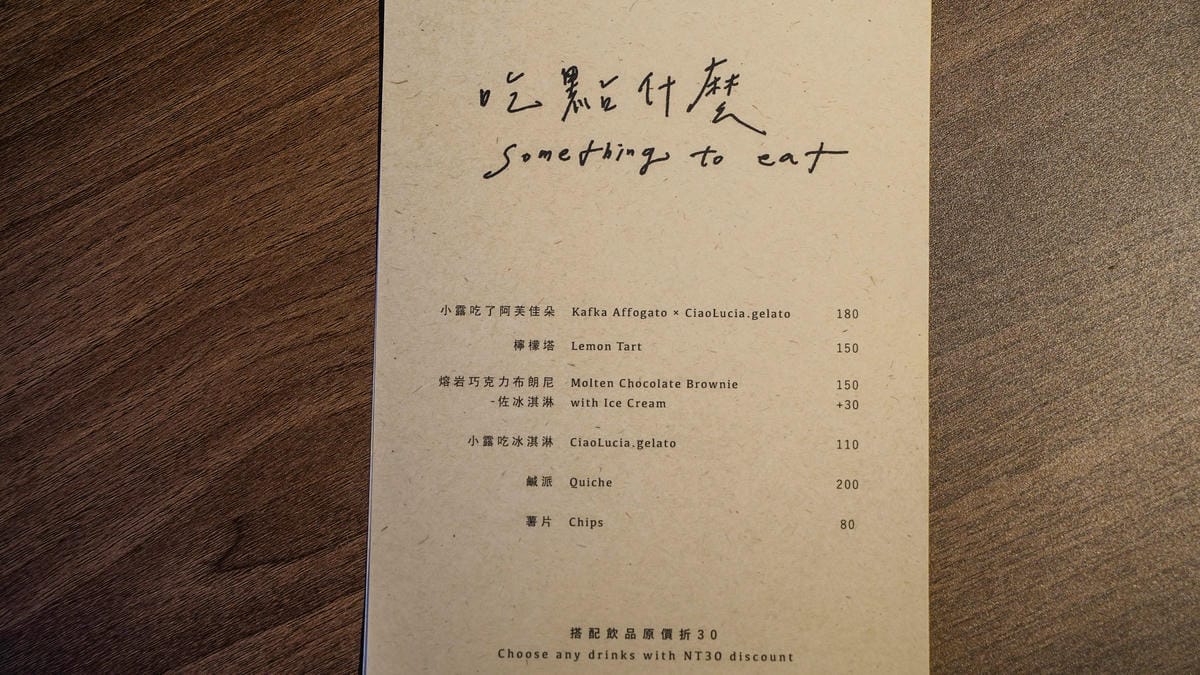 吃點什麼
something to eat
小露吃了阿芙佳朵 Kafka Affogato × CiaoLucia.gelato 180
檸檬塔 Lemon Tart 150
熔岩巧克力布朗尼 Molten Chocolate Brownie 150
-佐冰淇淋 with Ice Cream +30
小露吃冰淇淋 CiaoLucia.gelato 110
鹹派 Quiche 200
薯片 Chips 80
搭配飲品原價折30
Choose any drinks with NT30 discount